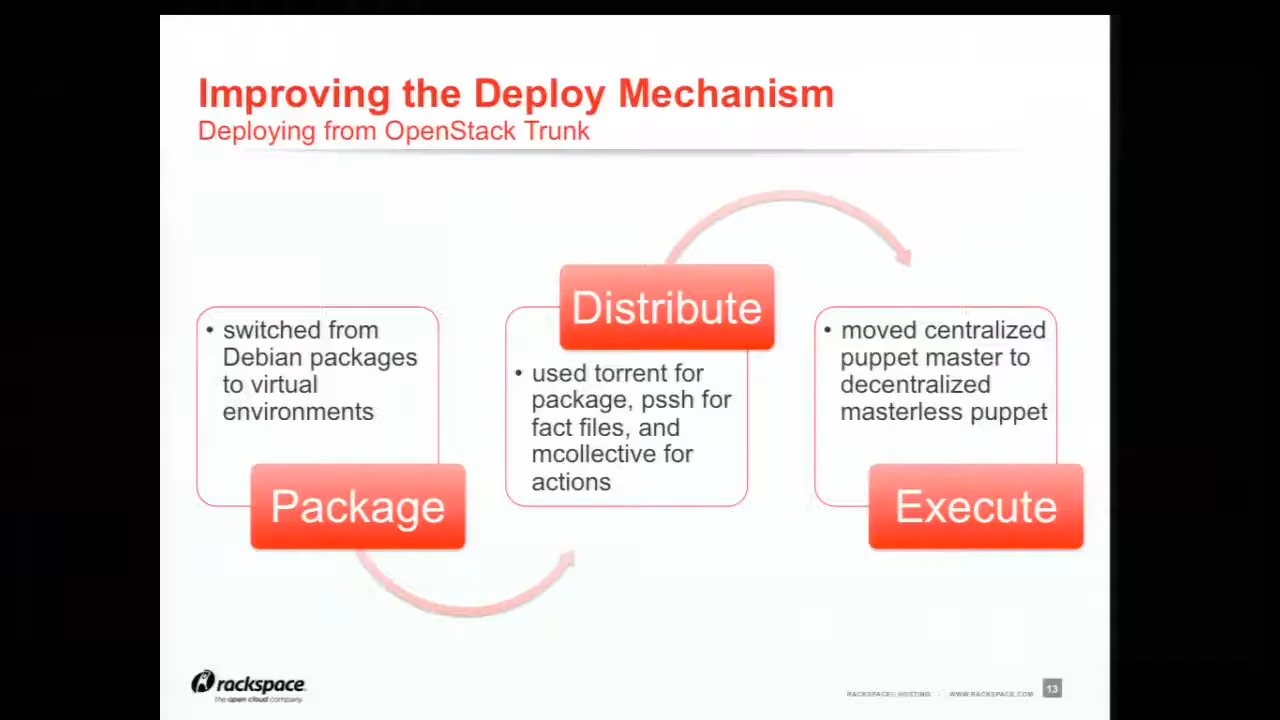 Improving the Deploy Mechanism
Deploying from OpenStack Trunk
• switched from
Debian packages
to virtual
environments
Package
Distribute
• used torrent for
package, pssh for
fact files, and
mcollective for
actions
• moved centralized
puppet master to
decentralized
masterless puppet
Execute
rackspace
the open cloud company
RACKSPACE® HOSTING | WWW.RACKSPACE.COM
13